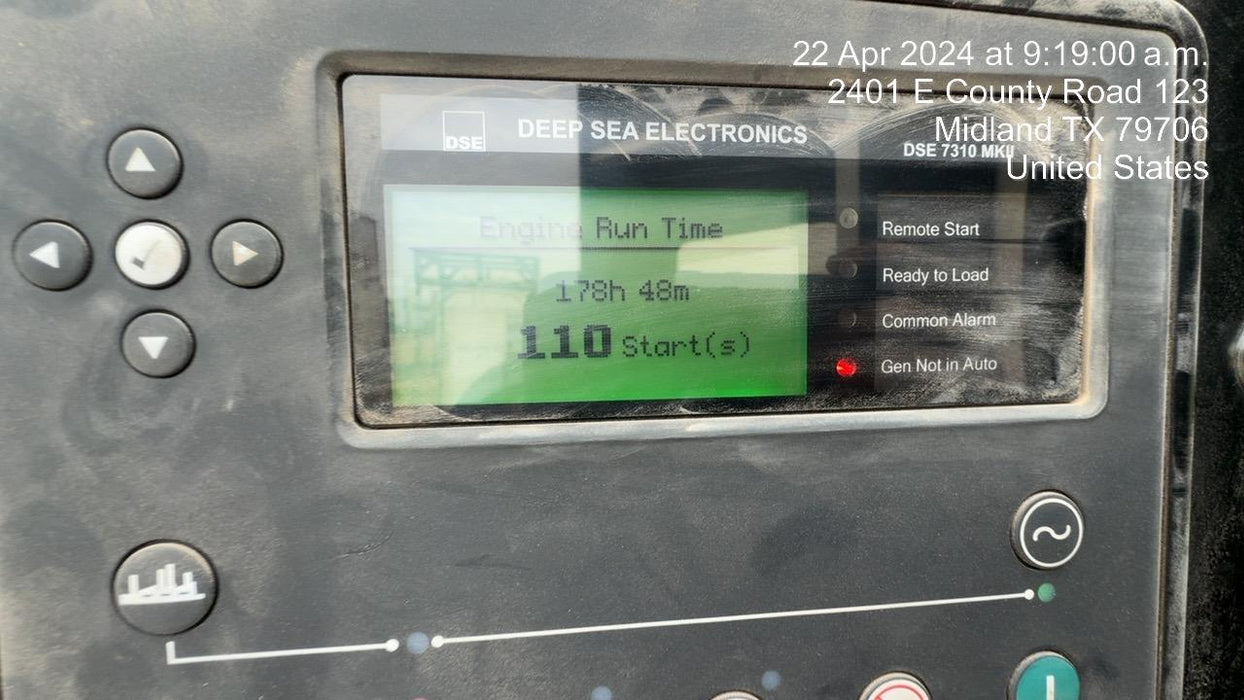 22 Apr 2024 at 9:19:00 a.m.
2401 E County Road 123
Midland TX 79706
United States
DSE
DEEP SEA ELECTRONICS
DSE 7310 MKII
Engine Run Time
178h 48m
110 Start(s)
Remote Start
Ready to Load
Common Alarm
Gen Not in Auto